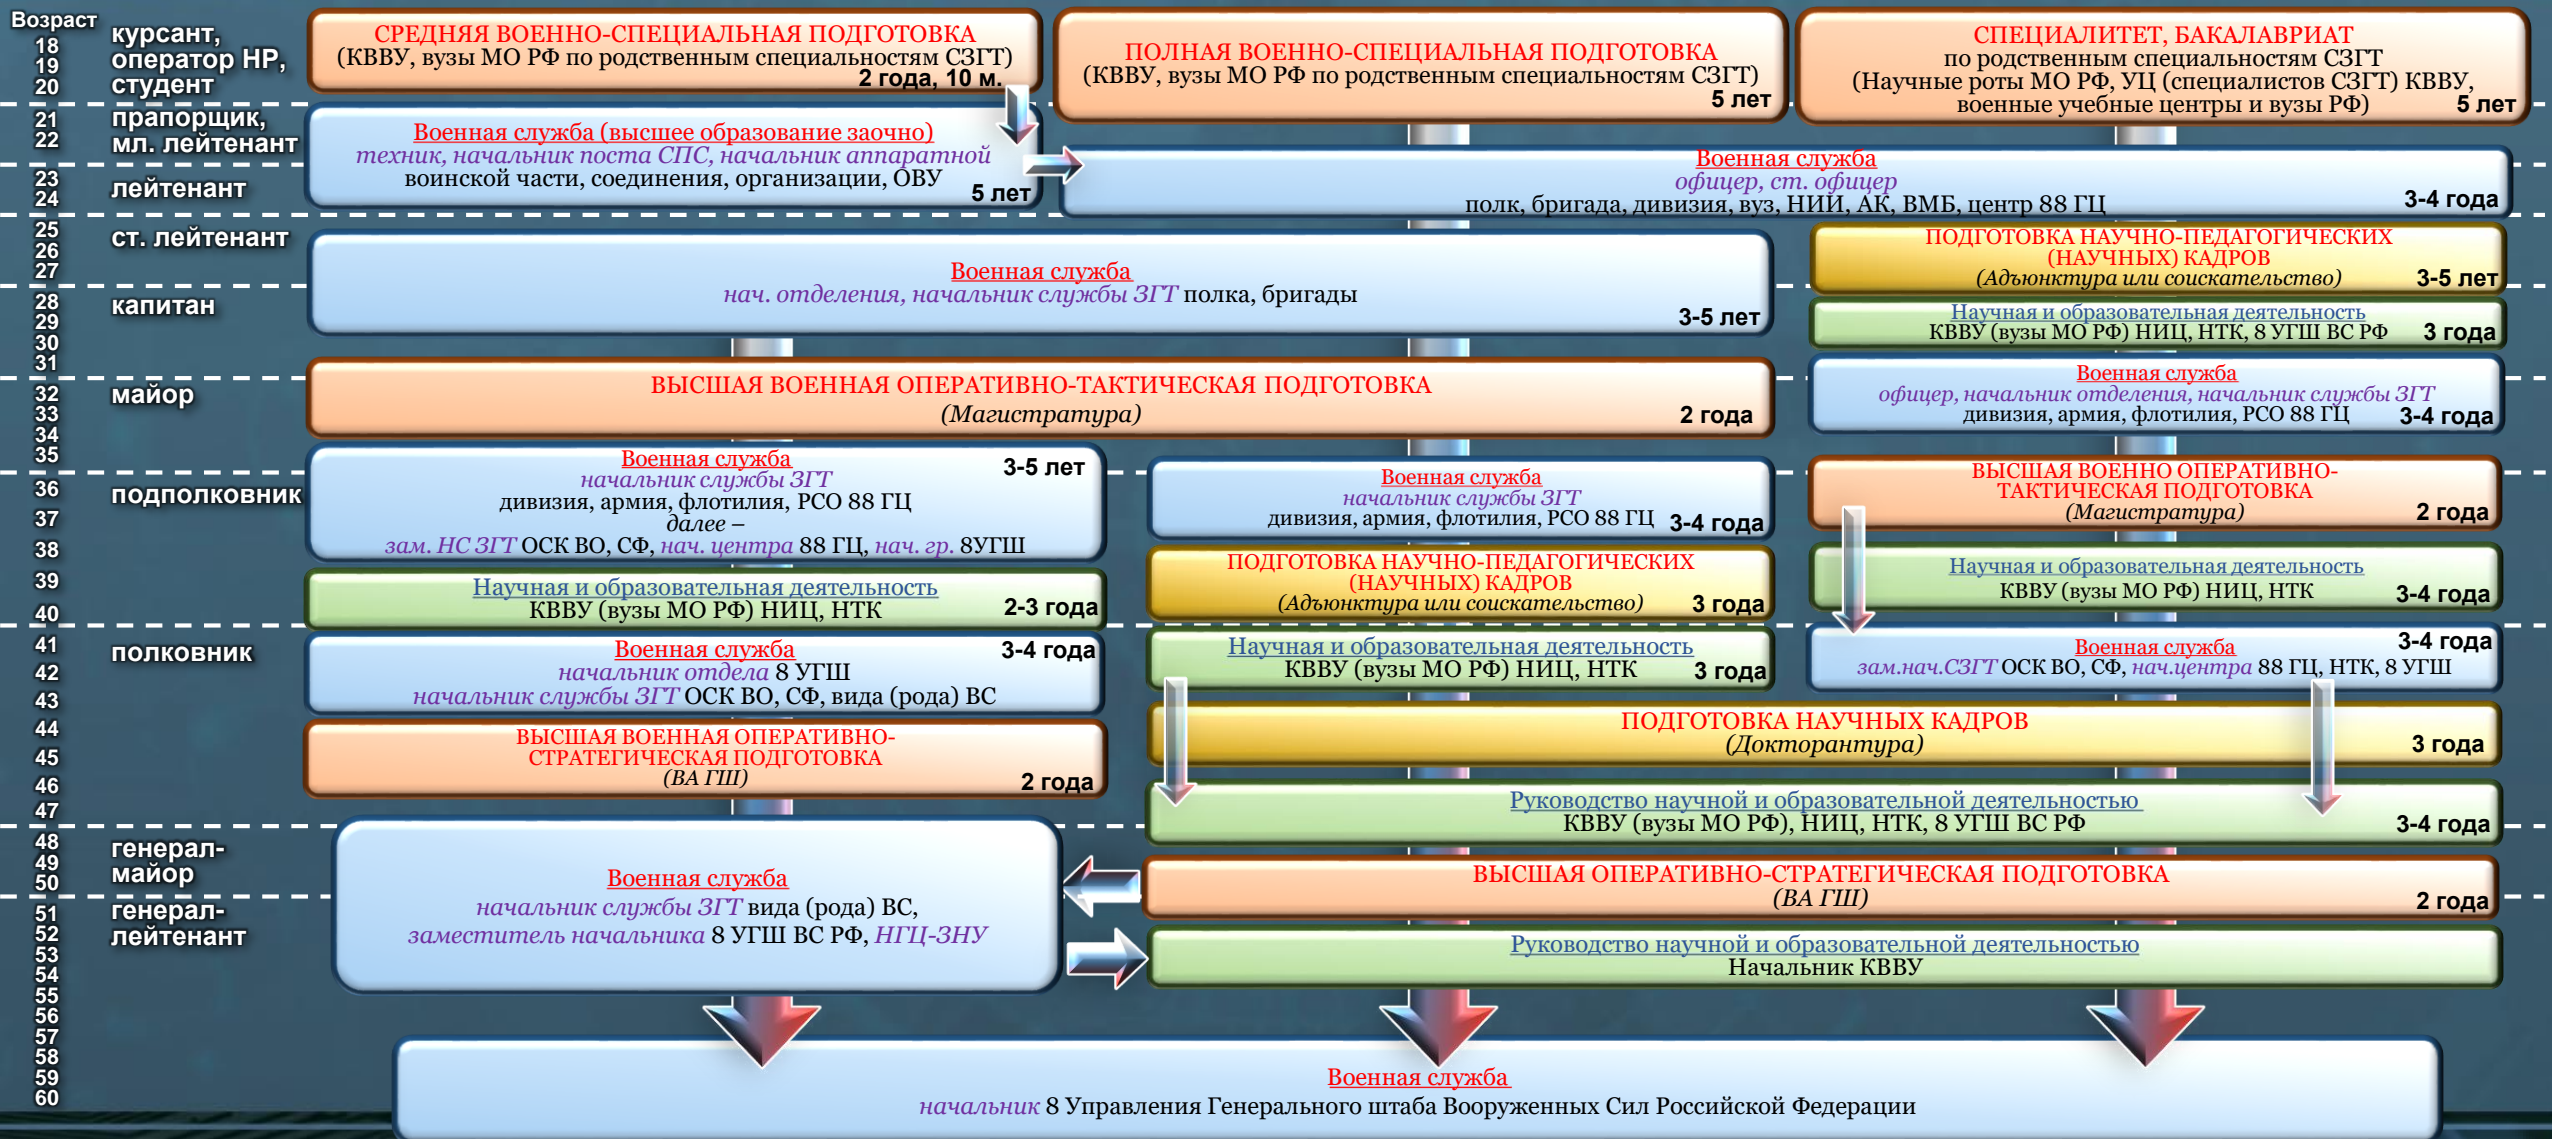 Возраст
18
19
20
21
22
23
24
25
26
27
28
29
30
31
32
33
34
35
36
37
38
39
40
41
42
43
44
45
46
47
48
49
50
51
52
53
54
55
56
57
58
59
60
курсант,
оператор НР,
студент
прапорщик,
мл. лейтенант
лейтенант
ст. лейтенант
капитан
майор
подполковник
полковник
генерал-
майор
генерал-
лейтенант
СРЕДНЯЯ ВОЕННО-СПЕЦИАЛЬНАЯ ПОДГОТОВКА
(КВВУ, вузы МО РФ по родственным специальностям СЗГТ)
2 года, 10 м.
ПОЛНАЯ ВОЕННО-СПЕЦИАЛЬНАЯ ПОДГОТОВКА
(КВВУ, вузы МО РФ по родственным специальностям СЗГТ)
5 лет
СПЕЦИАЛИТЕТ, БАКАЛАВРИАТ
по родственным специальностям СЗГТ
(Научные роты МО РФ, УЦ (специалистов СЗГТ) КВВУ,
военные учебные центры и вузы РФ)
5 лет
Военная служба (высшее образование заочно)
техник, начальник поста СПС, начальник аппаратной
воинской части, соединения, организации, ОВУ
5 лет
Военная служба
офицер, ст. офицер
полк, бригада, дивизия, вуз, НИИ, АК, ВМБ, центр 88 ГЦ
3-4 года
Военная служба
нач. отделения, начальник службы ЗГТ полка, бригады
3-5 лет
ПОДГОТОВКА НАУЧНО-ПЕДАГОГИЧЕСКИХ
(НАУЧНЫХ) КАДРОВ
(Адъюнктура или соискательство)
3-5 лет
Научная и образовательная деятельность
КВВУ (вузы МО РФ) НИЦ, НТК, 8 УГШ ВС РФ
3 года
ВЫСШАЯ ВОЕННАЯ ОПЕРАТИВНО-ТАКТИЧЕСКАЯ ПОДГОТОВКА
(Магистратура)
2 года
Военная служба
офицер, начальник отделения, начальник службы ЗГТ
дивизия, армия, флотилия, РСО 88 ГЦ
3-4 года
Военная служба
3-5 лет
начальник службы ЗГТ
дивизия, армия, флотилия, РСО 88 ГЦ
далее –
зам. НС ЗГТ ОСК ВО, СФ, нач. центра 88 ГЦ, нач. гр. 8УГШ
Военная служба
начальник службы ЗГТ
дивизия, армия, флотилия, РСО 88 ГЦ
3-4 года
ВЫСШАЯ ВОЕННО ОПЕРАТИВНО-
ТАКТИЧЕСКАЯ ПОДГОТОВКА
(Магистратура)
2 года
Научная и образовательная деятельность
КВВУ (вузы МО РФ) НИЦ, НТК
2-3 года
ПОДГОТОВКА НАУЧНО-ПЕДАГОГИЧЕСКИХ
(НАУЧНЫХ) КАДРОВ
(Адъюнктура или соискательство)
3 года
Научная и образовательная деятельность
КВВУ (вузы МО РФ) НИЦ, НТК
3-4 года
Военная служба
3-4 года
начальник отдела 8 УГШ
начальник службы ЗГТ ОСК ВО, СФ, вида (рода) ВС
Научная и образовательная деятельность
КВВУ (вузы МО РФ) НИЦ, НТК
3 года
Военная служба
3-4 года
зам.нач.СЗГТ ОСК ВО, СФ, нач.центра 88 ГЦ, НТК, 8 УГШ
ВЫСШАЯ ВОЕННАЯ ОПЕРАТИВНО-
СТРАТЕГИЧЕСКАЯ ПОДГОТОВКА
(ВА ГШ)
2 года
ПОДГОТОВКА НАУЧНЫХ КАДРОВ
(Докторантура)
3 года
Руководство научной и образовательной деятельностью
КВВУ (вузы МО РФ), НИЦ, НТК, 8 УГШ ВС РФ
3-4 года
Военная служба
начальник службы ЗГТ вида (рода) ВС,
заместитель начальника 8 УГШ ВС РФ, НГЦ-ЗНУ
ВЫСШАЯ ОПЕРАТИВНО-СТРАТЕГИЧЕСКАЯ ПОДГОТОВКА
(ВА ГШ)
2 года
Руководство научной и образовательной деятельностью
Начальник КВВУ
Военная служба
начальник 8 Управления Генерального штаба Вооруженных Сил Российской Федерации